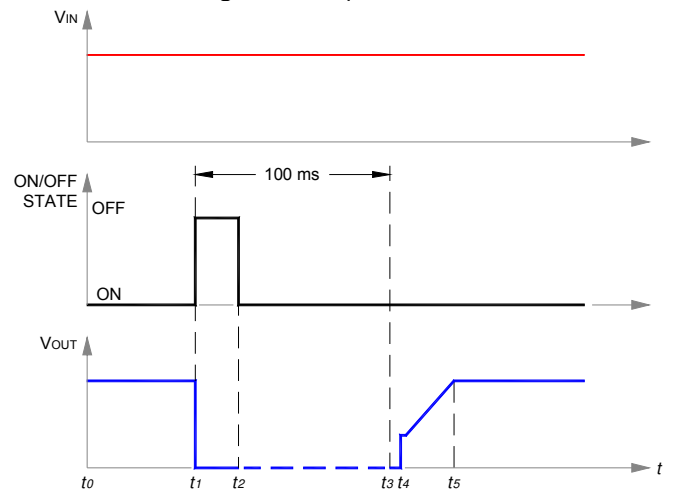 VIN
100 ms
ON/OFF
STATE
OFF
ON
VOUT
t
t0 t1 t2 t3 t4 t5